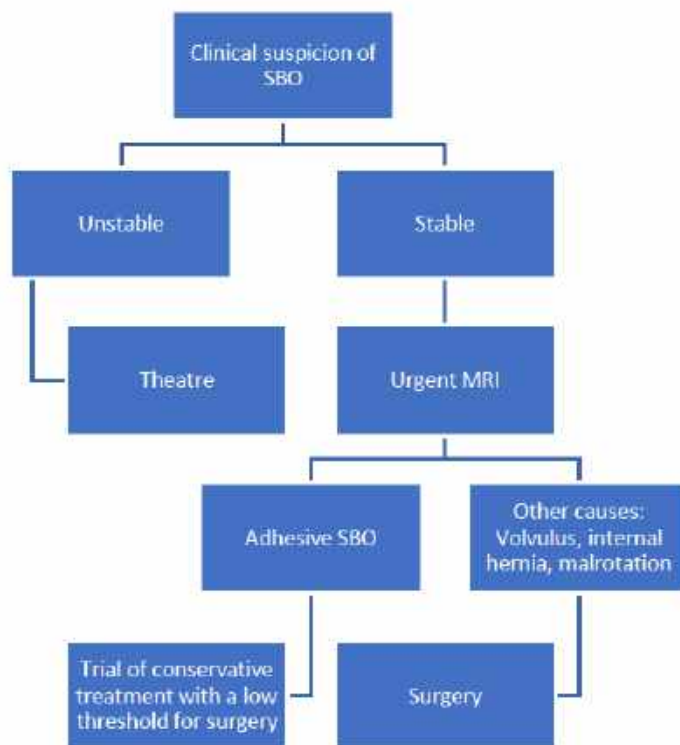 Clinical suspicion of
SBO
Unstable
Stable
Theatre
Urgent MRI
Adhesive SBO
Other causes:
Volvulus, internal
hernia, malrotation
Trial of conservative
treatment with a low
threshold for surgery
Surgery